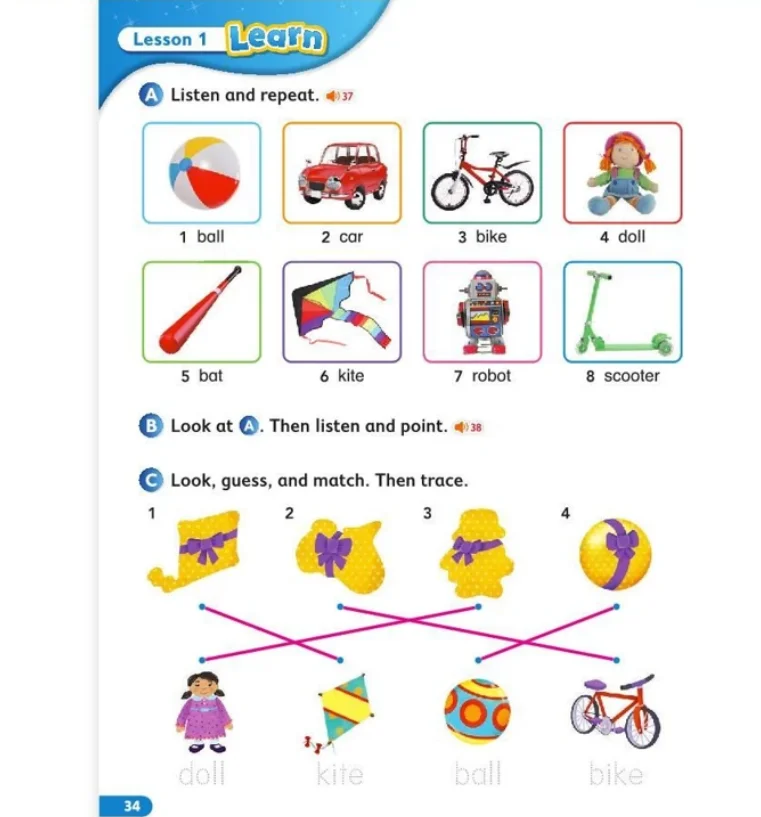 Lesson 1 Learn
A Listen and repeat. 37
1 ball 2 car 3 bike 4 doll
5 bat 6 kite 7 robot 8 scooter
B Look at A. Then listen and point. 38
C Look, guess, and match. Then trace.
1 2 3 4
doll kite ball bike
34